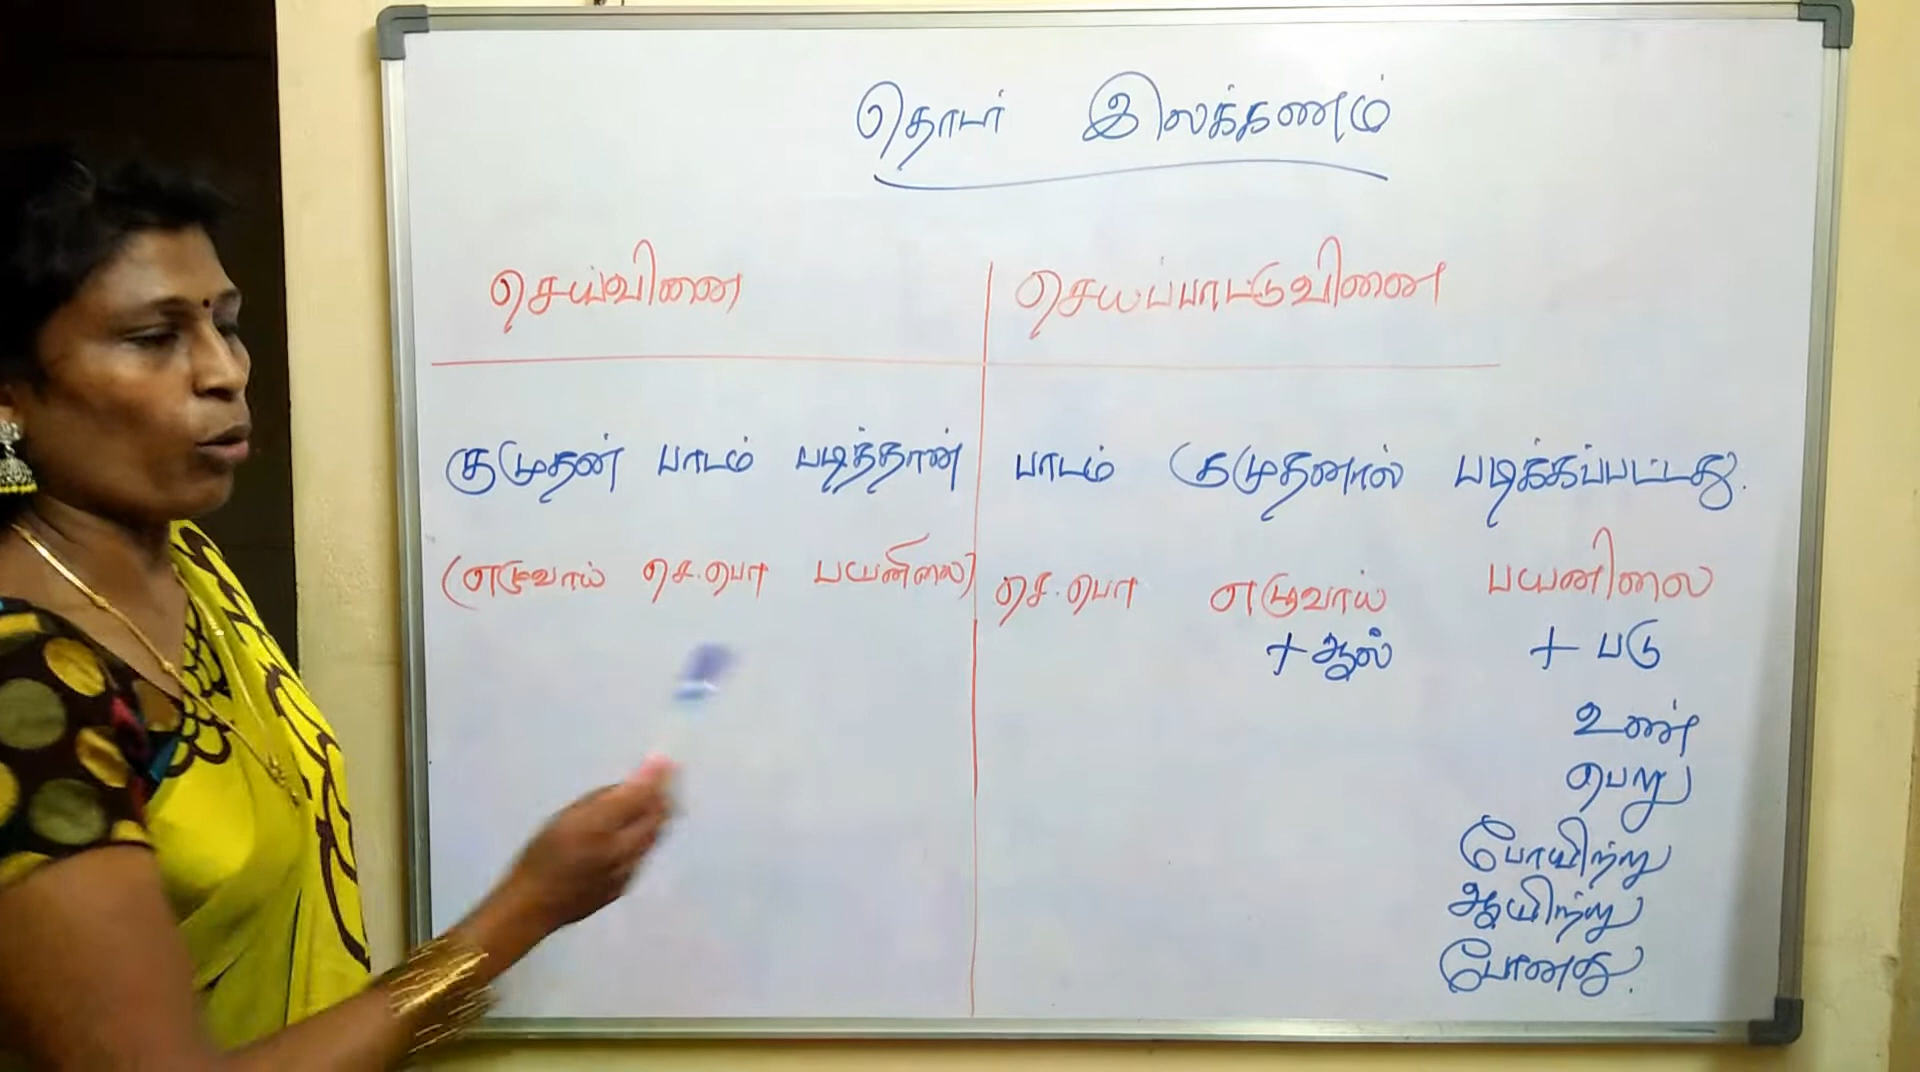 தொடர் இலக்கணம்
செய்வினை
செயப்பாட்டுவினை
குமுதன் பாடம் படித்தான்
பாடம் குமுதனால் படிக்கப்பட்டது.
(எழுவாய் செ.பொ பயனிலை)
செ.பொ எழுவாய் பயனிலை
+ ஆல் + படு
உண்
பெறு
போயிற்று
ஆயிற்று
போனது.